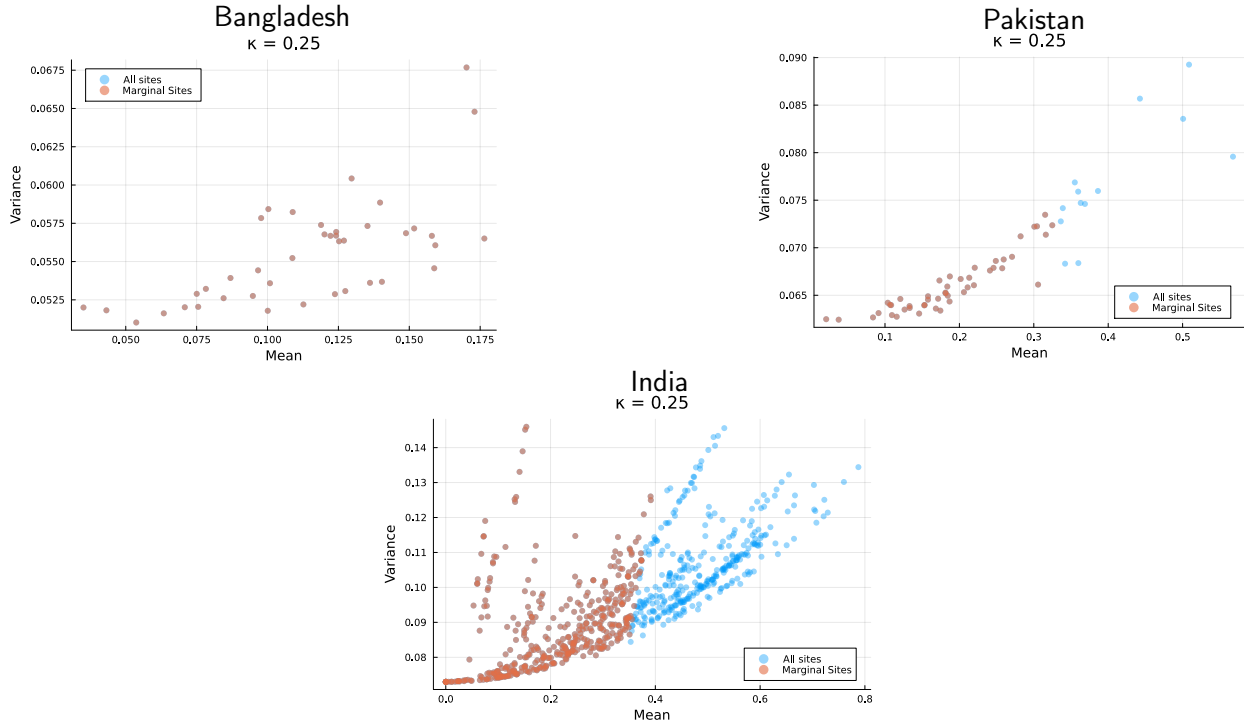 Bangladesh
κ = 0.25
0.0675
0.0650
0.0625
0.0600
0.0575
0.0550
0.0525
Variance
All sites
Marginal Sites
0.050 0.075 0.100 0.125 0.150 0.175
Mean
Pakistan
κ = 0.25
0.090
0.085
0.080
0.075
0.070
0.065
Variance
All sites
Marginal Sites
0.1 0.2 0.3 0.4 0.5
Mean
India
κ = 0.25
0.14
0.13
0.12
0.11
0.10
0.09
0.08
Variance
All sites
Marginal Sites
0.0 0.2 0.4 0.6 0.8
Mean